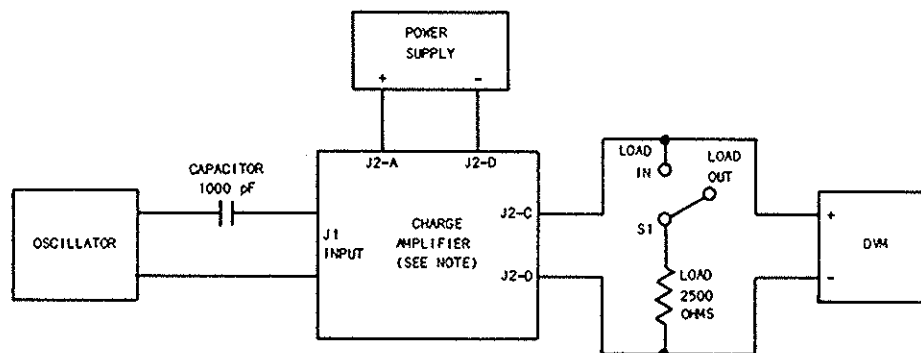 POWER
SUPPLY
+ -
J2-A J2-D
CAPACITOR
1000 pF
OSCILLATOR
J1
INPUT
CHARGE
AMPLIFIER
(SEE NOTE)
J2-C
J2-D
LOAD
IN
LOAD
OUT
S1
LOAD
2500
OHMS
+
DVM
-